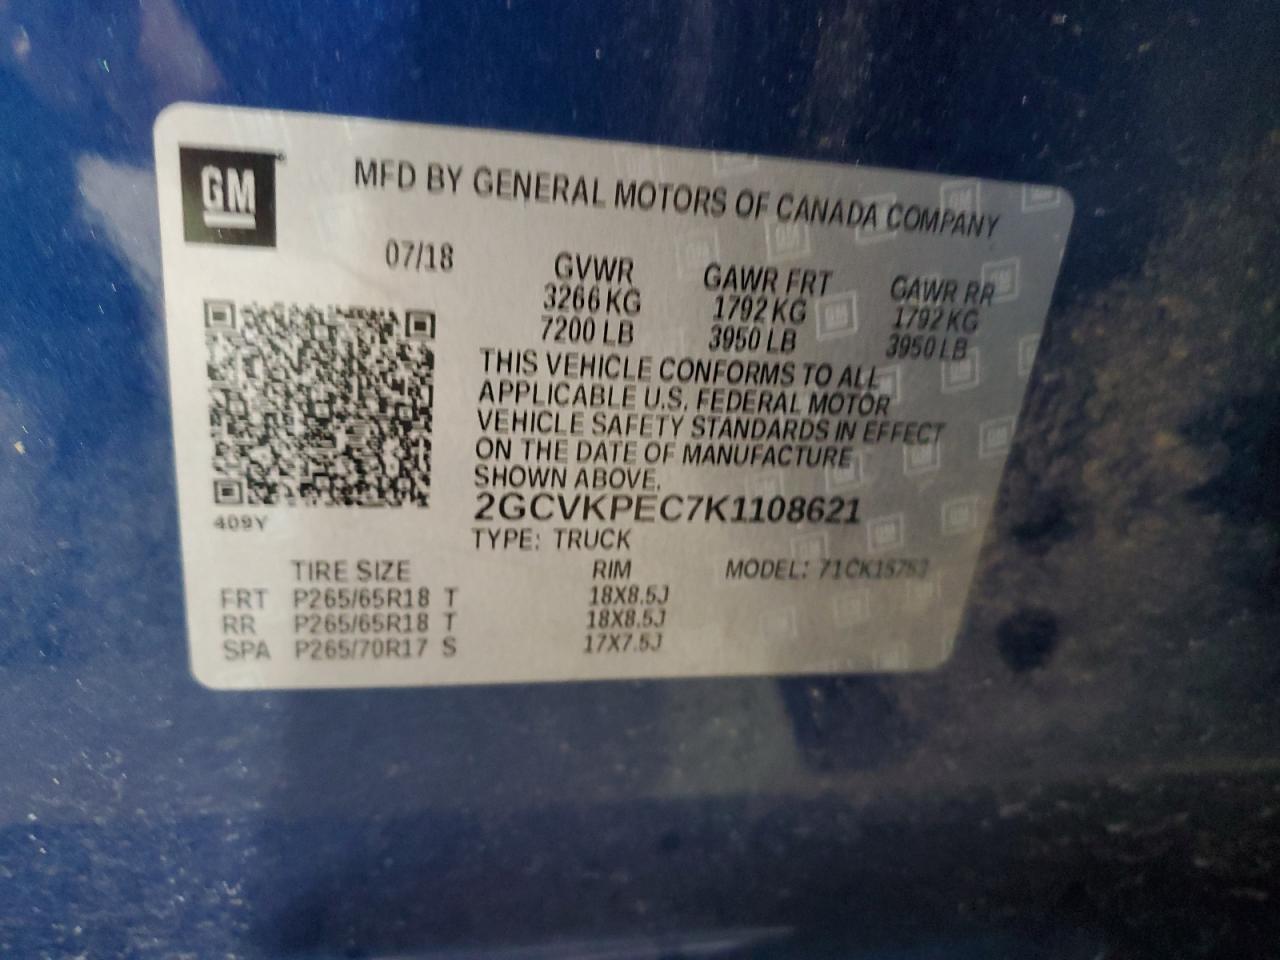 GM
MFD BY GENERAL MOTORS OF CANADA COMPANY
07/18
GVWR GAWR FRT GAWR RR
3266 KG 1792 KG 1792 KG
7200 LB 3950 LB 3950 LB
THIS VEHICLE CONFORMS TO ALL
APPLICABLE U.S. FEDERAL MOTOR
VEHICLE SAFETY STANDARDS IN EFFECT
ON THE DATE OF MANUFACTURE
SHOWN ABOVE.
2GCVKPEC7K1108621
409Y
TYPE: TRUCK
TIRE SIZE RIM MODEL:
FRT P265/65R18 T 18X8.5J
RR P265/65R18 T 18X8.5J
SPA P265/70R17 S 17X7.5J